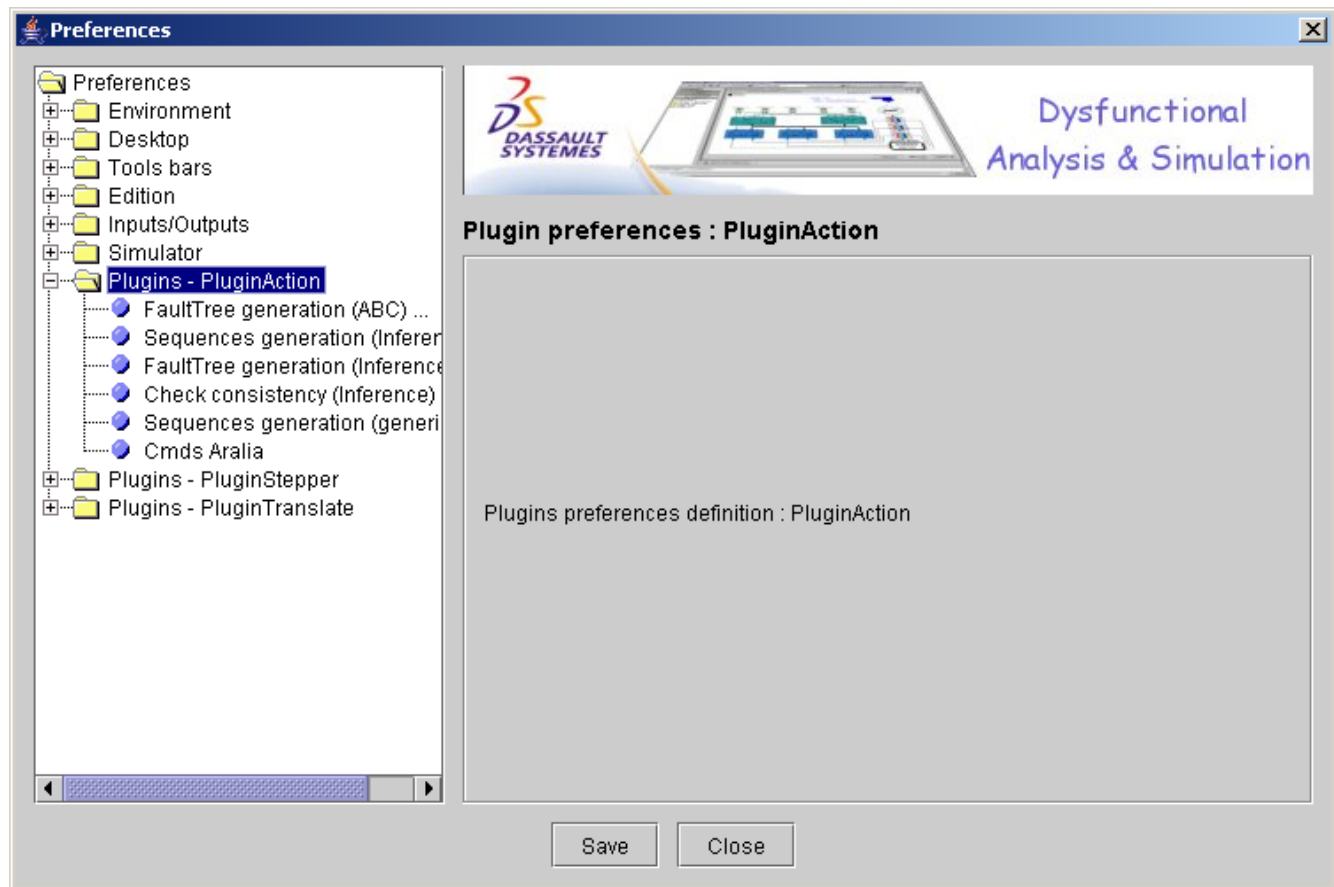 Preferences
Preferences
Environment
Desktop
Tools bars
Edition
Inputs/Outputs
Simulator
Plugins - PluginAction
FaultTree generation (ABC) ...
Sequences generation (Inferen
FaultTree generation (Inference
Check consistency (Inference)
Sequences generation (generi
Cmds Aralia
Plugins - PluginStepper
Plugins - PluginTranslate
DASSAULT
SYSTEMES
Dysfunctional
Analysis & Simulation
Plugin preferences : PluginAction
Plugins preferences definition : PluginAction
Save Close